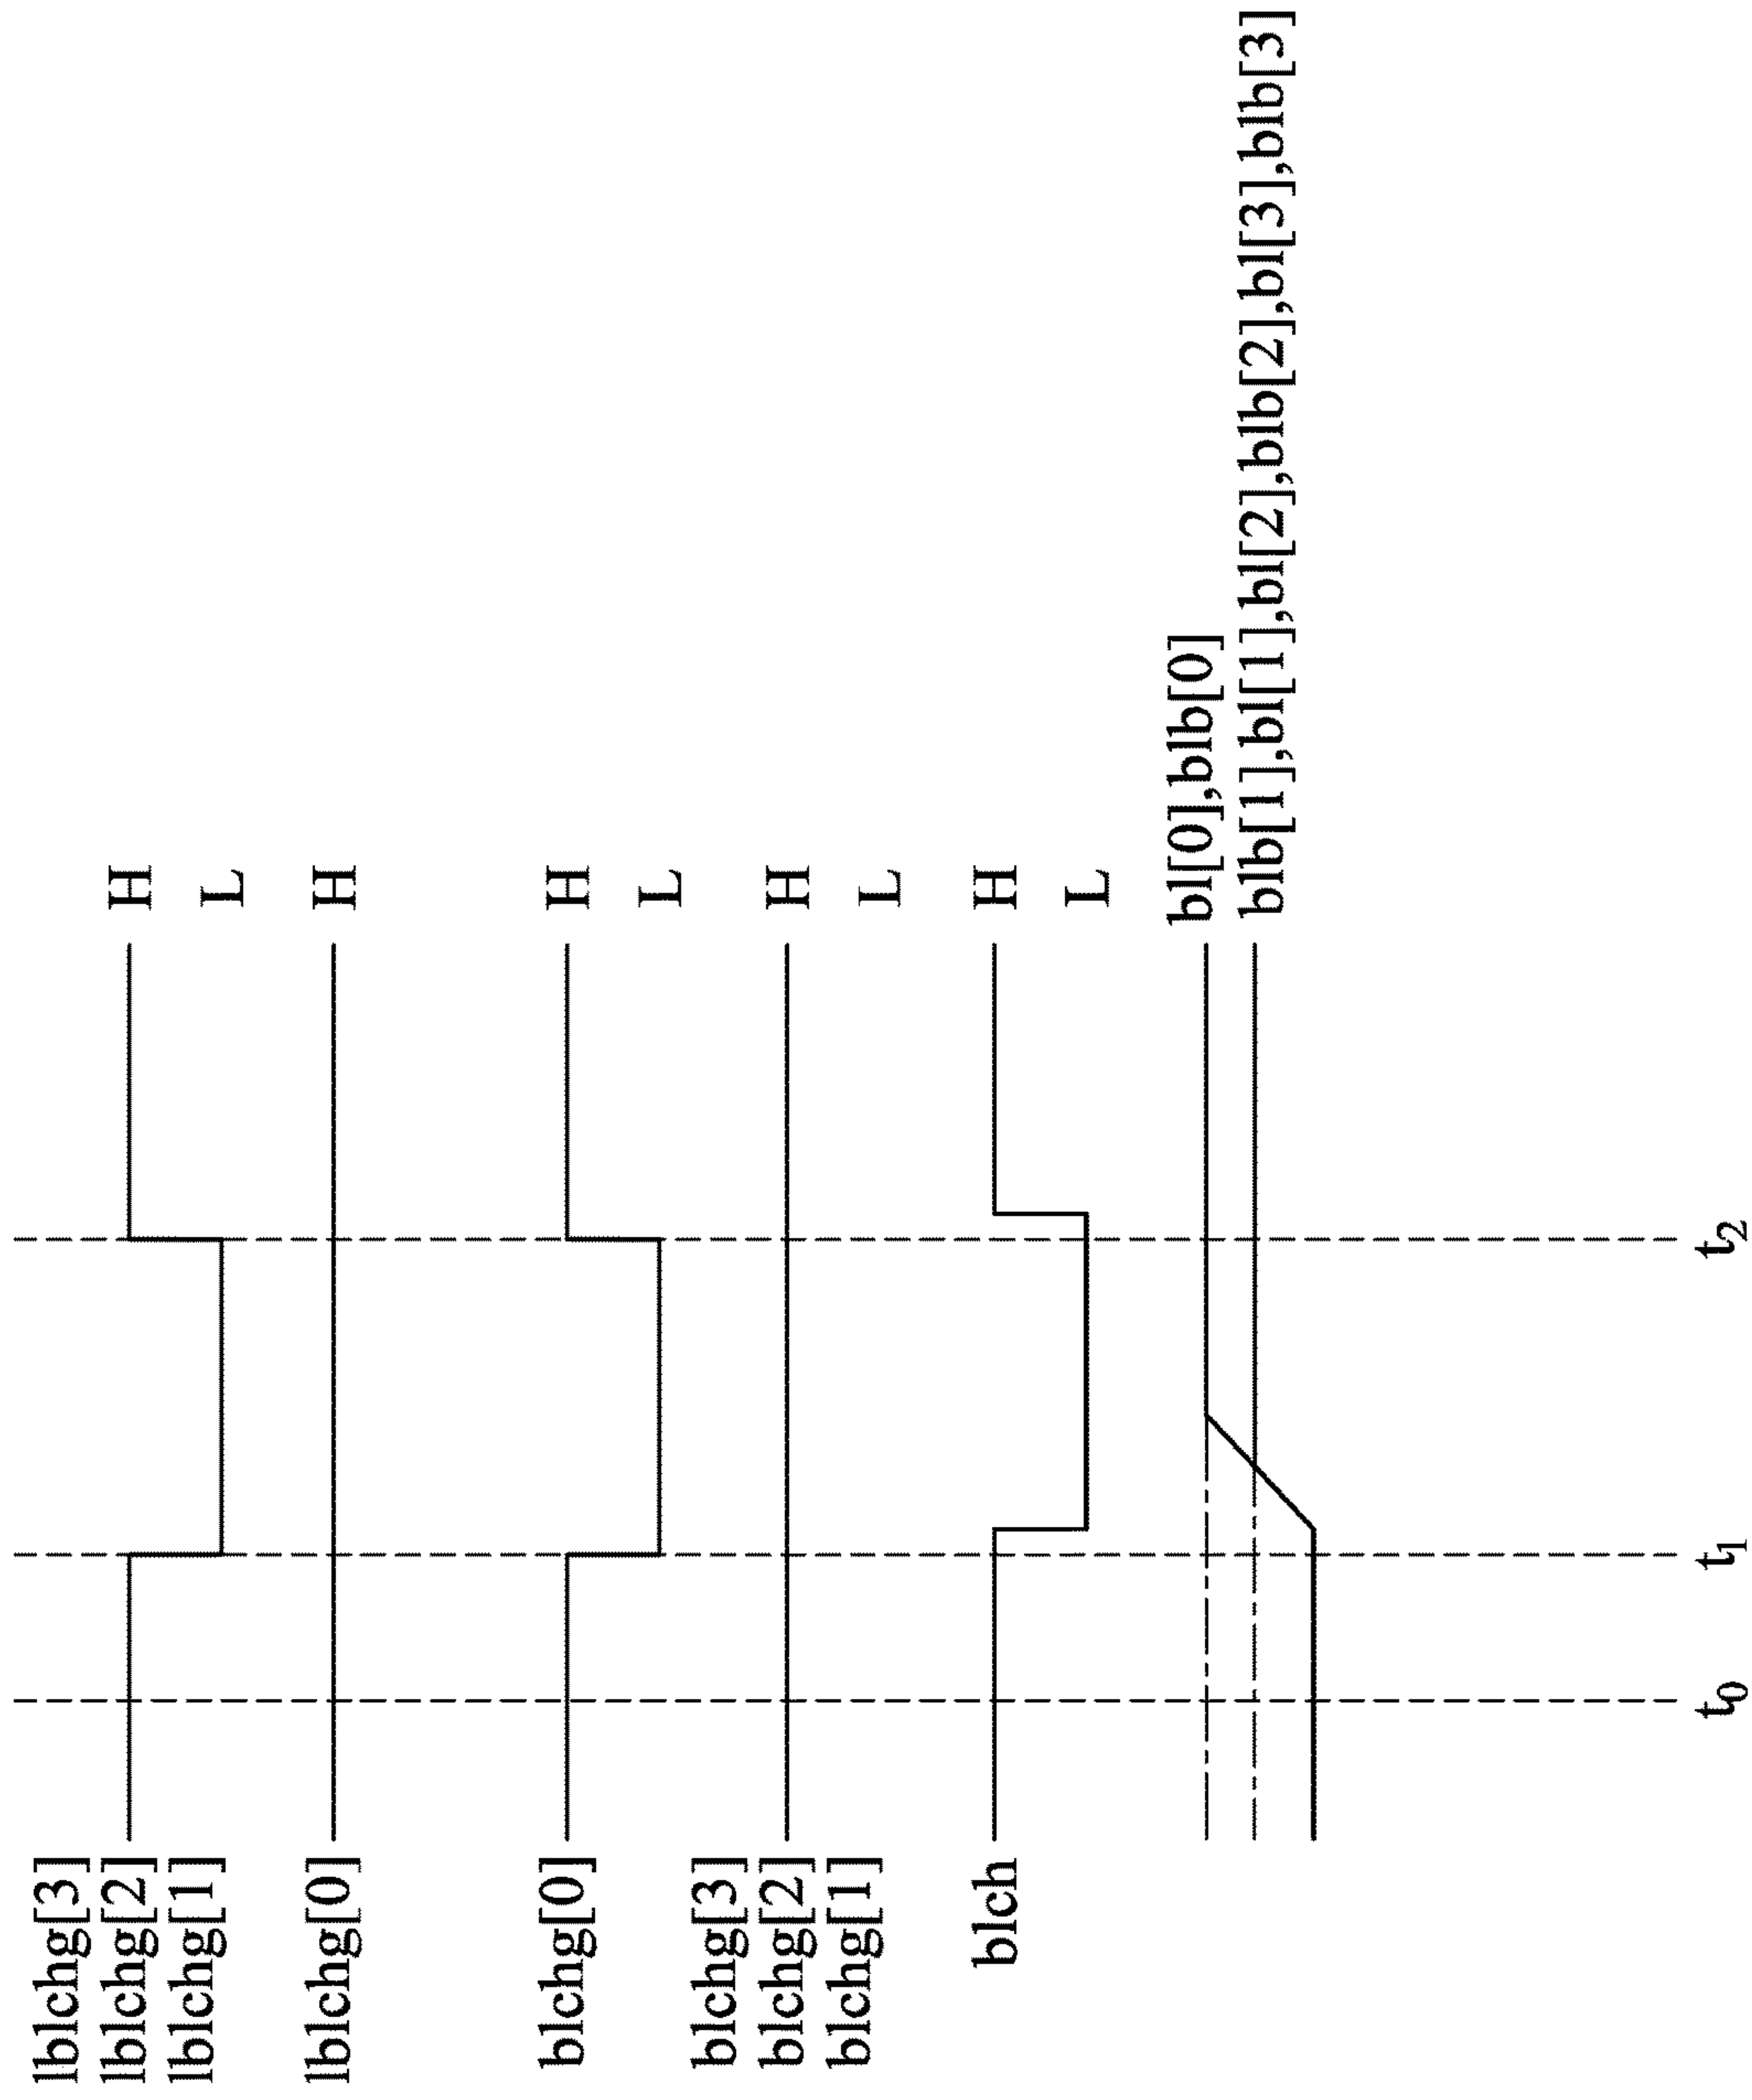 lblchg[3]
lblchg[2]
lblchg[1]
H
L
lblchg[0]
H
blchg[0]
H
L
blchg[3]
blchg[2]
blchg[1]
H
L
blch
H
L
bl[0],blb[0]
blb[1],bl[1],bl[2],blb[2],bl[3],blb[3]
t0
t1
t2